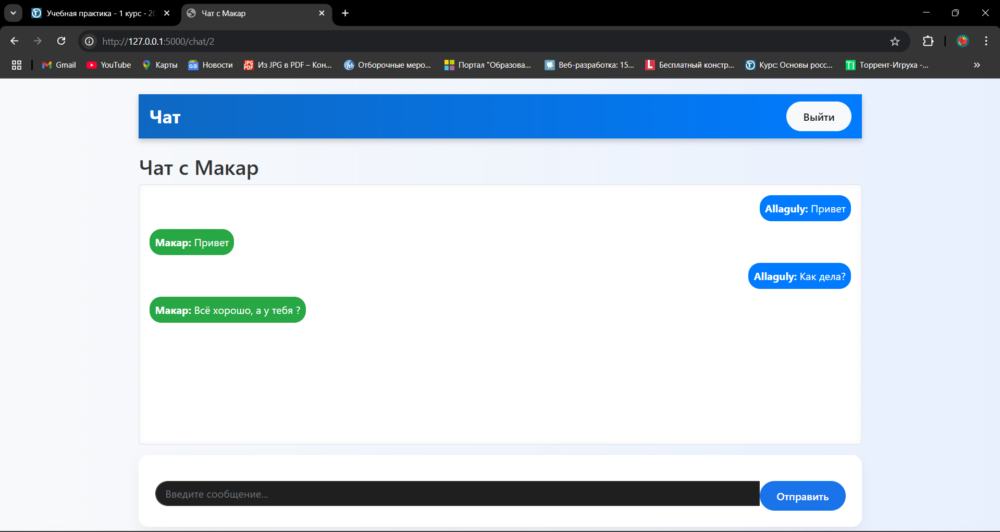 Учебная практика - 1 курс - 20
Чат с Макар
http://127.0.0.1:5000/chat/2
Gmail
YouTube
Карты
Новости
Из JPG в PDF – Кон...
Отборочные меро...
Портал "Образова...
Веб-разработка: 15...
Бесплатный констр...
Курс: Основы росс...
Торрент-Игруха -...
Чат
Выйти
Чат с Макар
Allaguly: Привет
Макар: Привет
Allaguly: Как дела?
Макар: Всё хорошо, а у тебя ?
Введите сообщение...
Отправить